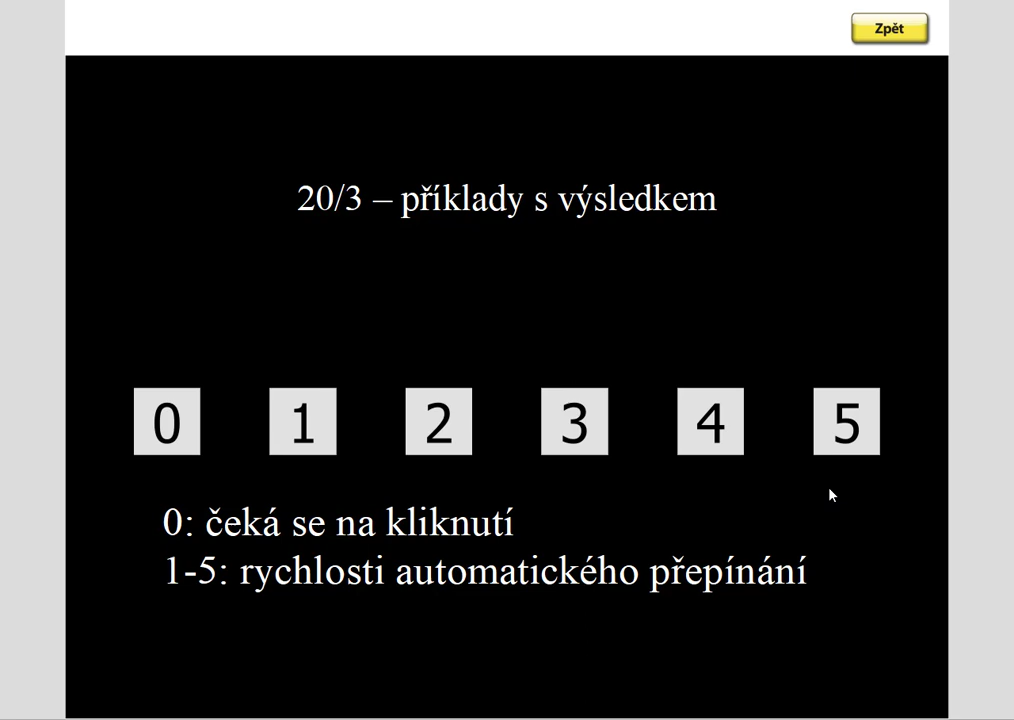 Zpět
20/3 – příklady s výsledkem
0 1 2 3 4 5
0: čeká se na kliknutí
1-5: rychlosti automatického přepínání